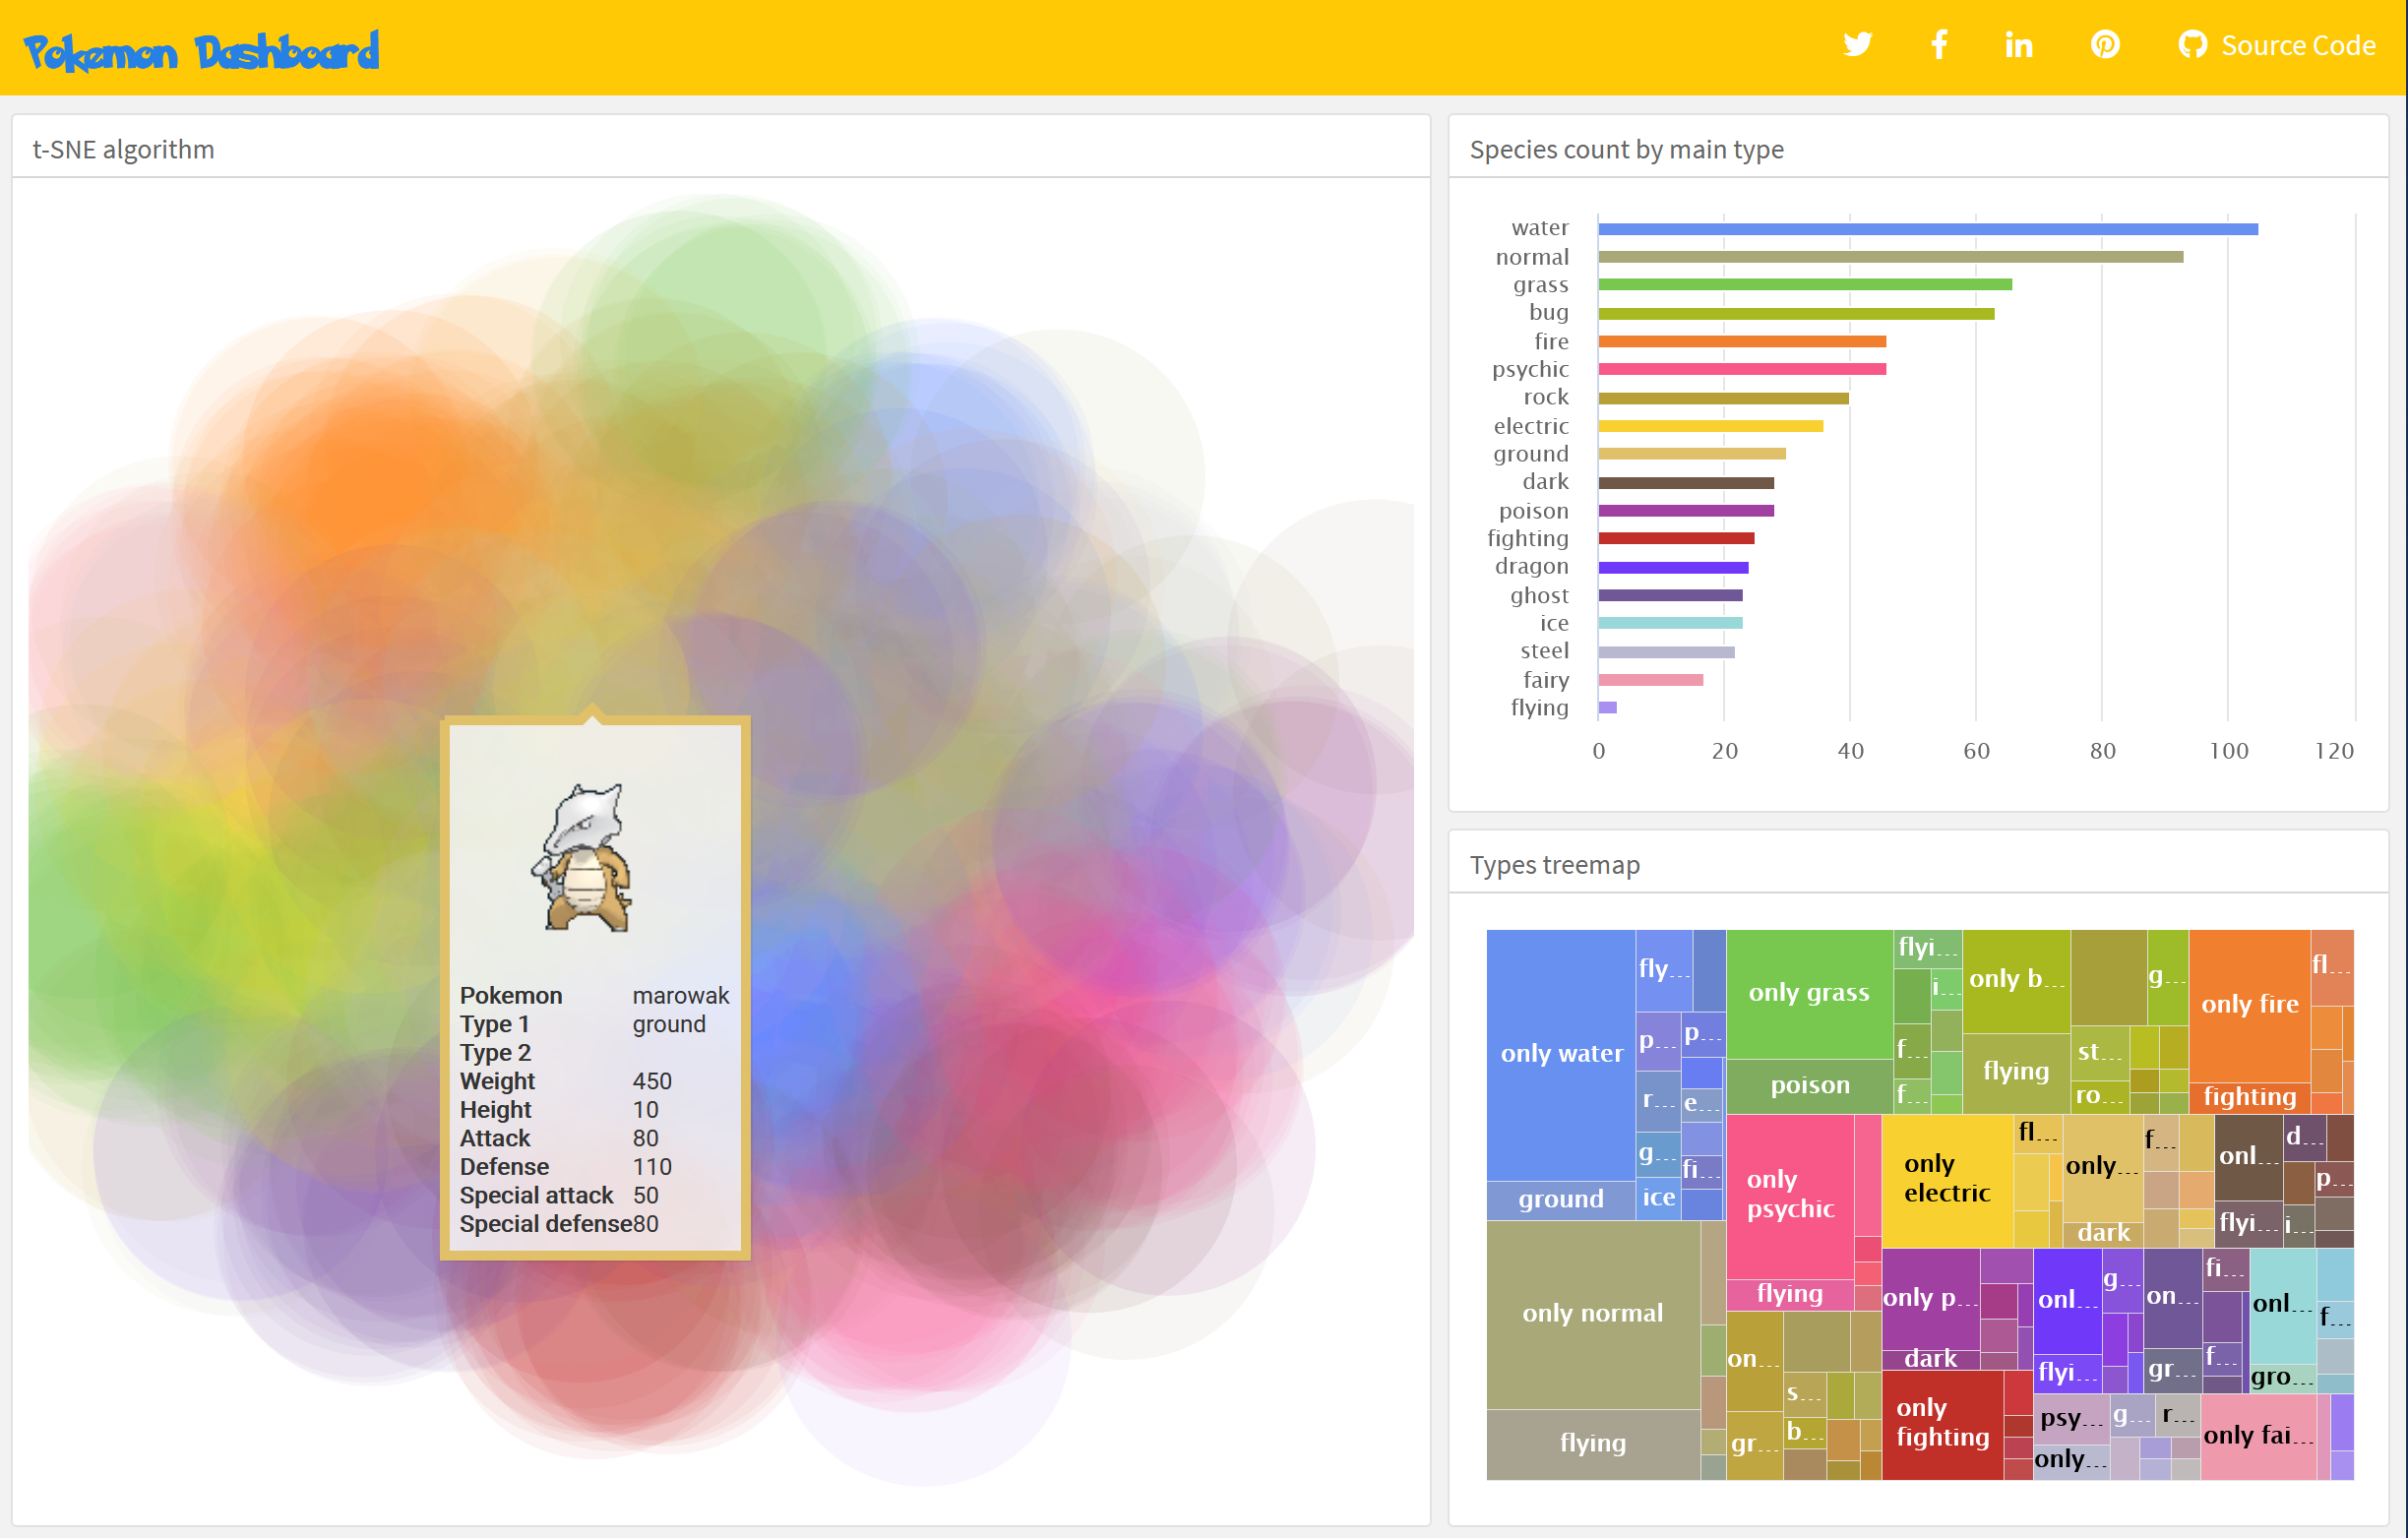 Pokemon Dashboard
Source Code
t-SNE algorithm
Pokemon marowak
Type 1 ground
Type 2
Weight 450
Height 10
Attack 80
Defense 110
Special attack 50
Special defense 80
Species count by main type
water
normal
grass
bug
fire
psychic
rock
electric
ground
dark
poison
fighting
dragon
ghost
ice
steel
fairy
flying
0 20 40 60 80 100 120
Types treemap
only water
ground
fly...
p...
p...
r...
e...
g...
fi...
ice
only normal
flying
only grass
poison
flyi...
i...
f...
f...
only b...
flying
g...
st...
ro...
only fire
fighting
fl...
only
psychic
flying
only
electric
fl...
only...
dark
f...
onl...
flyi...
d...
p...
i...
on...
gr...
s...
b...
only p...
dark
only
fighting
onl...
flyi...
g...
on...
gr...
fi...
f...
onl...
gro...
f...
psy...
only...
g...
r...
only fai...